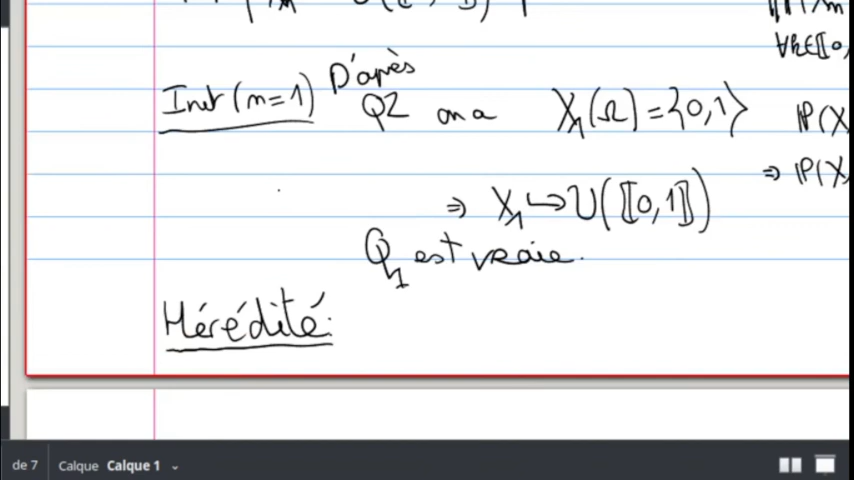 ∀k∈⟦0,
Init (n=1) D'après
Q2 on a X₁(Ω) = {0,1} ℙ(X
⇒ ℙ(X
⇒ X₁ ↪ U(⟦0,1⟧)
Q₁ est vraie.
Hérédité:
de 7 Calque Calque 1